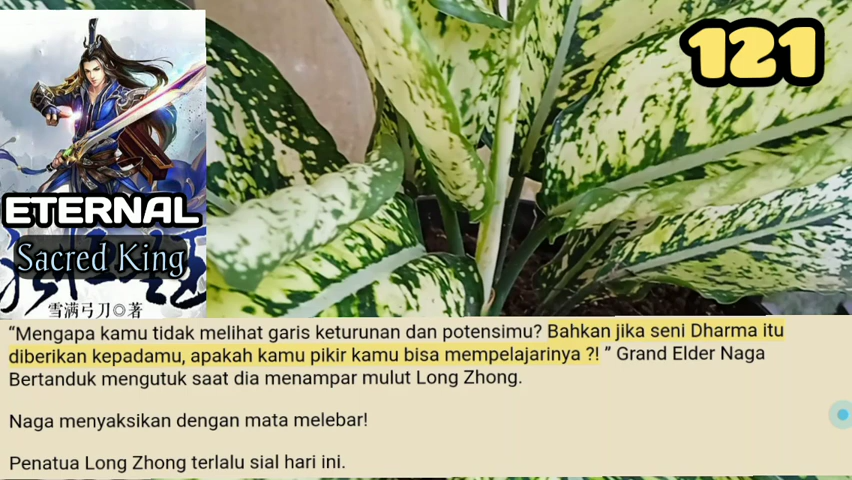 121
ETERNAL
Sacred King
雪满弓刀◎著
“Mengapa kamu tidak melihat garis keturunan dan potensimu? Bahkan jika seni Dharma itu
diberikan kepadamu, apakah kamu pikir kamu bisa mempelajarinya ?! ” Grand Elder Naga
Bertanduk mengutuk saat dia menampar mulut Long Zhong.
Naga menyaksikan dengan mata melebar!
Penatua Long Zhong terlalu sial hari ini.